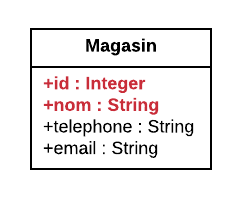 Magasin
+id : Integer
+nom : String
+telephone : String
+email : String